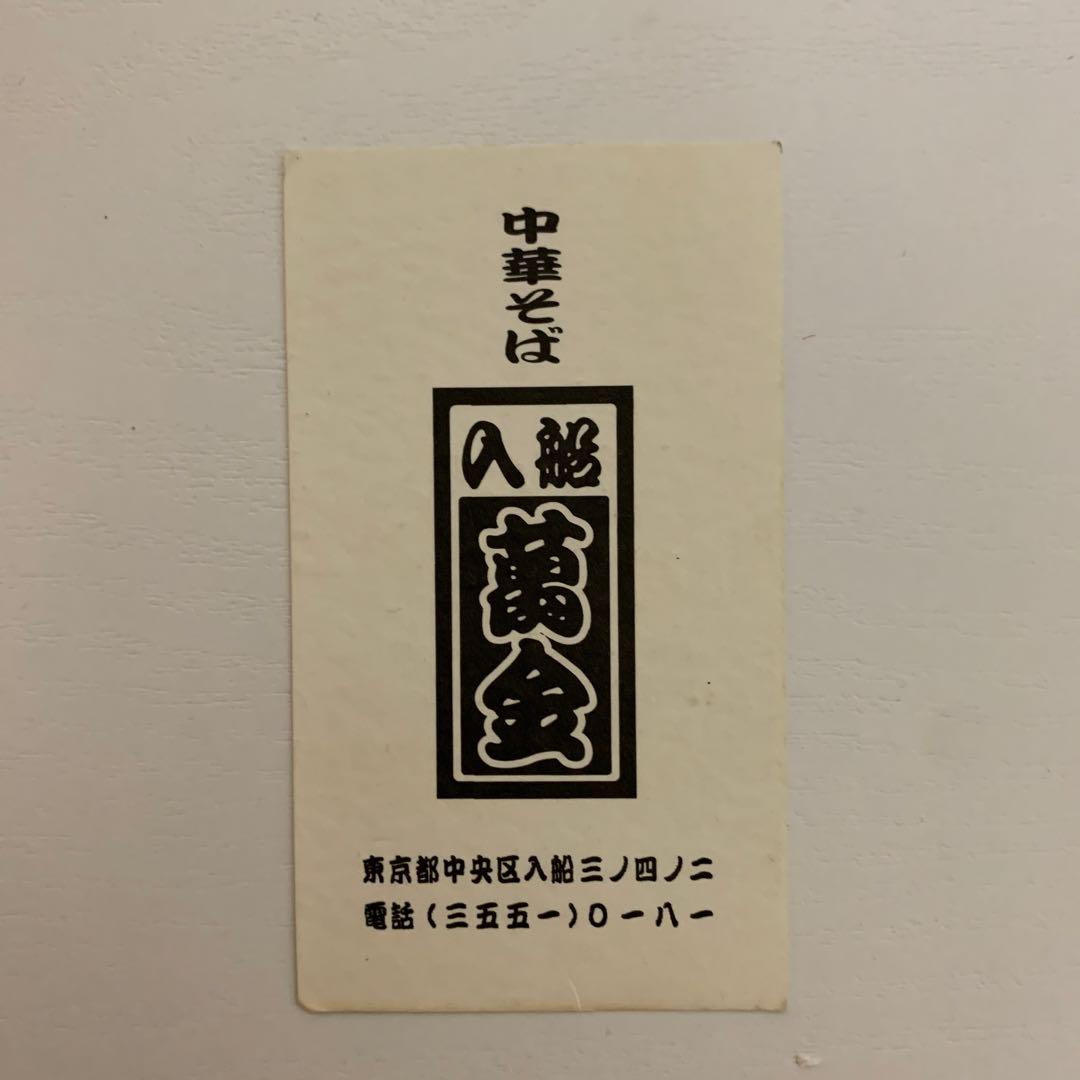 中華そば
入船
萬金
東京都中央区入船三ノ四ノ二
電話(三五五一)〇一八一